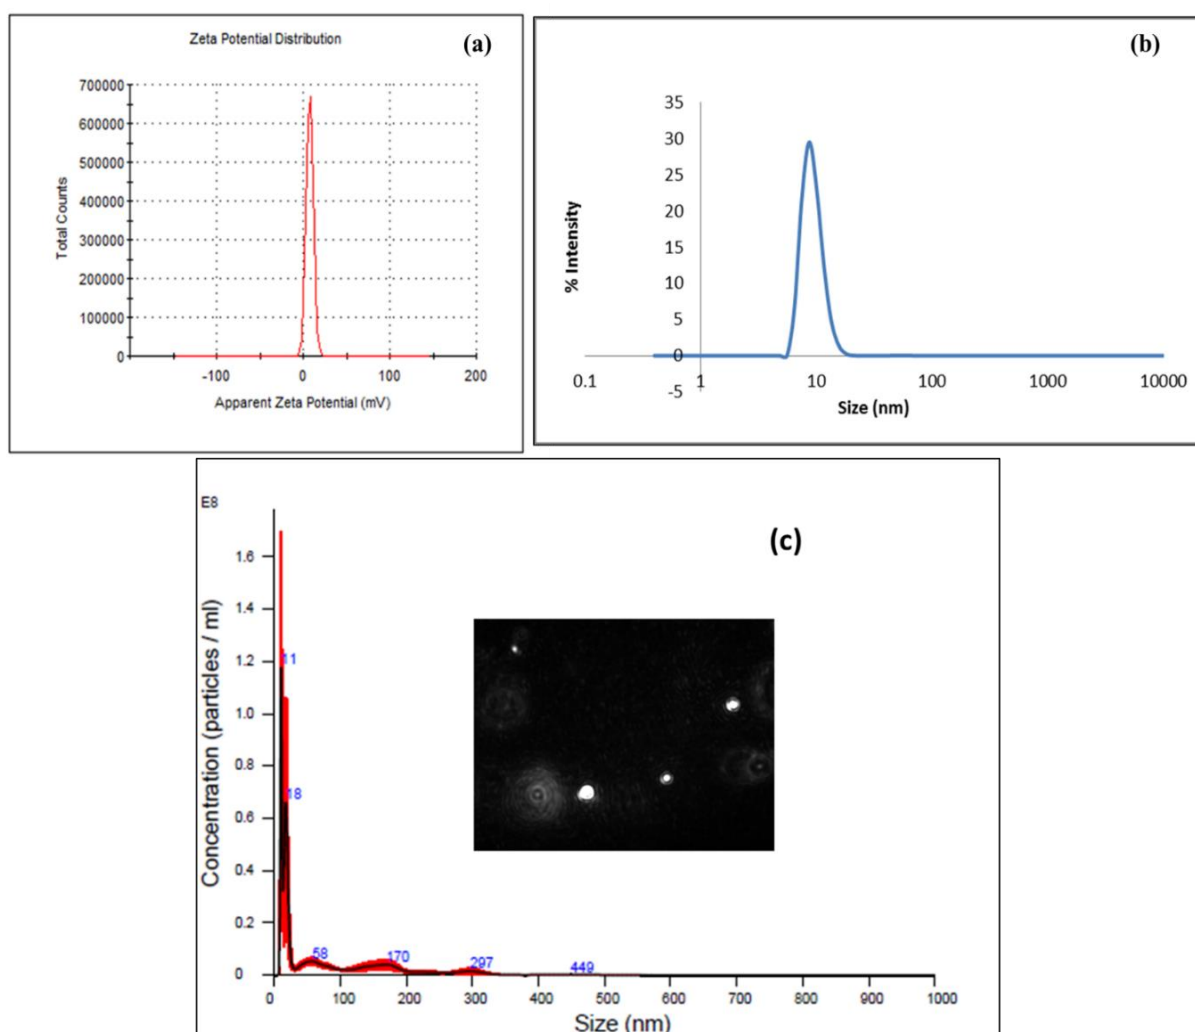 Zeta Potential Distribution
(a)
700000
600000
500000
400000
300000
200000
100000
0
Total Counts
-100 0 100 200
Apparent Zeta Potential (mV)
(b)
35
30
25
20
15
10
5
0
-5
% Intensity
0.1 1 10 100 1000 10000
Size (nm)
E8
(c)
1.6
1.4
1.2
1.0
0.8
0.6
0.4
0.2
0
Concentration (particles / ml)
11
18
58 170 297 449
0 100 200 300 400 500 600 700 800 900 1000
Size (nm)